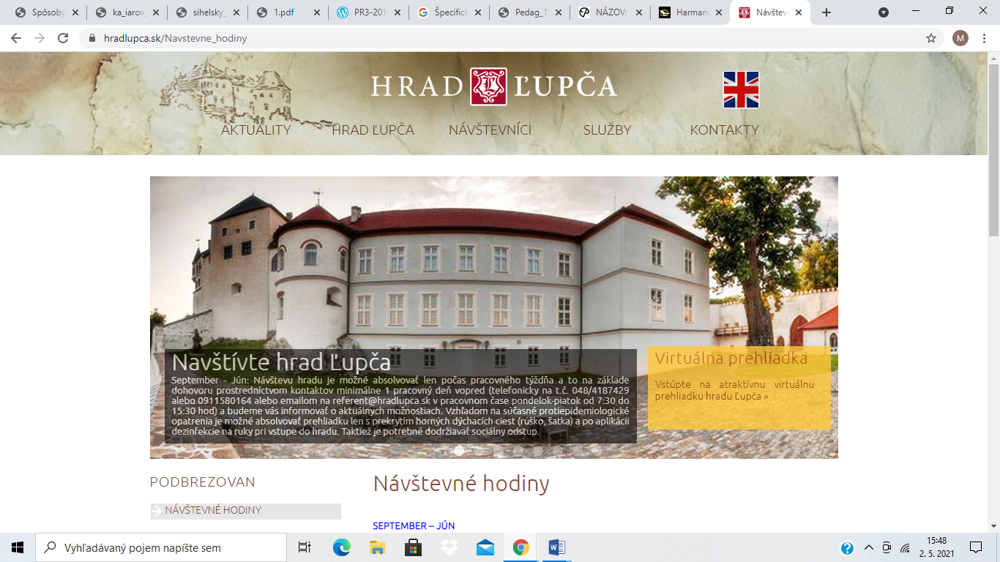 Spôsoby
ka_iarov_
sihelsky_
1.pdf
PR3-201
Špecifick
Pedag_1
NÁZOV:
Harman
Návštev
hradlupca.sk/Navstevne_hodiny
M
HRAD ĽUPČA
AKTUALITY HRAD ĽUPČA NÁVŠTEVNÍCI SLUŽBY KONTAKTY
Navštívte hrad Ľupča
September - Jún: Návštevu hradu je možné absolvovať len počas pracovného týždňa a to na základe
dohovoru prostredníctvom kontaktov minimálne 1 pracovný deň vopred (telefonicky na t.č. 048/4187429
alebo 0911580164 alebo emailom na referent@hradlupca.sk v pracovnom čase pondelok-piatok od 7:30 do
15:30 hod) a budeme vás informovať o aktuálnych možnostiach. Vzhľadom na súčasné protiepidemiologické
opatrenia je možné absolvovať prehliadku len s prekrytím horných dýchacích ciest (rúško, šatka) a po aplikácii
dezinfekcie na ruky pri vstupe do hradu. Taktiež je potrebné dodržiavať sociálny odstup.
Virtuálna prehliadka
Vstúpte na atraktívnu virtuálnu
prehliadku hradu Ľupča »
PODBREZOVAN
NÁVŠTEVNÉ HODINY
Návštevné hodiny
SEPTEMBER – JÚN
Vyhľadávaný pojem napíšte sem
15:48
2. 5. 2021